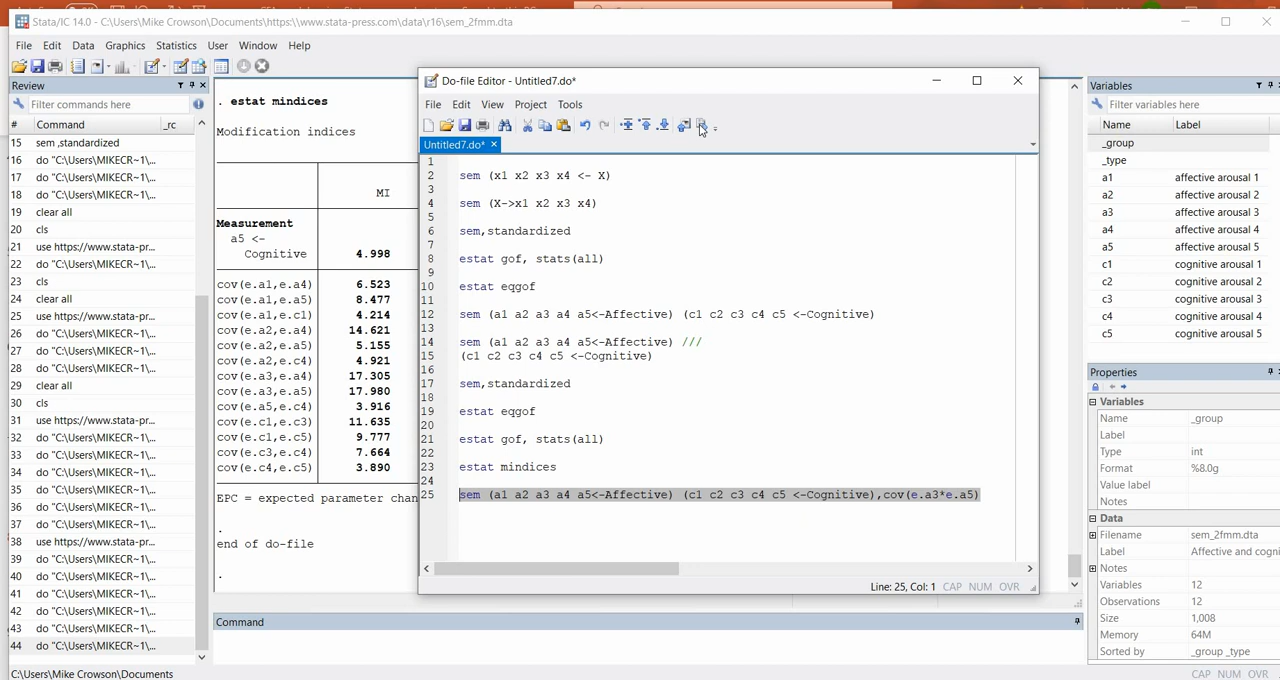 Stata/IC 14.0 - C:\Users\Mike Crowson\Documents\https:\\www.stata-press.com\data\r16\sem_2fmm.dta
File Edit Data Graphics Statistics User Window Help
Review
Filter commands here
# Command _rc
15 sem ,standardized
16 do "C:\Users\MIKECR~1\...
17 do "C:\Users\MIKECR~1\...
18 do "C:\Users\MIKECR~1\...
19 clear all
20 cls
21 use https://www.stata-pr...
22 do "C:\Users\MIKECR~1\...
23 cls
24 clear all
25 use https://www.stata-pr...
26 do "C:\Users\MIKECR~1\...
27 do "C:\Users\MIKECR~1\...
28 do "C:\Users\MIKECR~1\...
29 clear all
30 cls
31 use https://www.stata-pr...
32 do "C:\Users\MIKECR~1\...
33 do "C:\Users\MIKECR~1\...
34 do "C:\Users\MIKECR~1\...
35 do "C:\Users\MIKECR~1\...
36 do "C:\Users\MIKECR~1\...
37 do "C:\Users\MIKECR~1\...
38 use https://www.stata-pr...
39 do "C:\Users\MIKECR~1\...
40 do "C:\Users\MIKECR~1\...
41 do "C:\Users\MIKECR~1\...
42 do "C:\Users\MIKECR~1\...
43 do "C:\Users\MIKECR~1\...
44 do "C:\Users\MIKECR~1\...
. estat mindices
Modification indices
MI
Measurement
a5 <-
Cognitive 4.998
cov(e.a1,e.a4) 6.523
cov(e.a1,e.a5) 8.477
cov(e.a1,e.c1) 4.214
cov(e.a2,e.a4) 14.621
cov(e.a2,e.a5) 5.155
cov(e.a2,e.c4) 4.921
cov(e.a3,e.a4) 17.305
cov(e.a3,e.a5) 17.980
cov(e.a5,e.c4) 3.916
cov(e.c1,e.c3) 11.635
cov(e.c1,e.c5) 9.777
cov(e.c3,e.c4) 7.664
cov(e.c4,e.c5) 3.890
EPC = expected parameter chan
.
end of do-file
.
Command
Do-file Editor - Untitled7.do*
File Edit View Project Tools
Untitled7.do* ×
1
2 sem (x1 x2 x3 x4 <- X)
3
4 sem (X->x1 x2 x3 x4)
5
6 sem,standardized
7
8 estat gof, stats(all)
9
10 estat eqgof
11
12 sem (a1 a2 a3 a4 a5<-Affective) (c1 c2 c3 c4 c5 <-Cognitive)
13
14 sem (a1 a2 a3 a4 a5<-Affective) ///
15 (c1 c2 c3 c4 c5 <-Cognitive)
16
17 sem,standardized
18
19 estat eqgof
20
21 estat gof, stats(all)
22
23 estat mindices
24
25 sem (a1 a2 a3 a4 a5<-Affective) (c1 c2 c3 c4 c5 <-Cognitive),cov(e.a3*e.a5)
Line: 25, Col: 1 CAP NUM OVR
Variables
Filter variables here
Name Label
_group
_type
a1 affective arousal 1
a2 affective arousal 2
a3 affective arousal 3
a4 affective arousal 4
a5 affective arousal 5
c1 cognitive arousal 1
c2 cognitive arousal 2
c3 cognitive arousal 3
c4 cognitive arousal 4
c5 cognitive arousal 5
Properties
Variables
Name _group
Label
Type int
Format %8.0g
Value label
Notes
Data
Filename sem_2fmm.dta
Label Affective and cogni
Notes
Variables 12
Observations 12
Size 1,008
Memory 64M
Sorted by _group _type
C:\Users\Mike Crowson\Documents
CAP NUM OVR